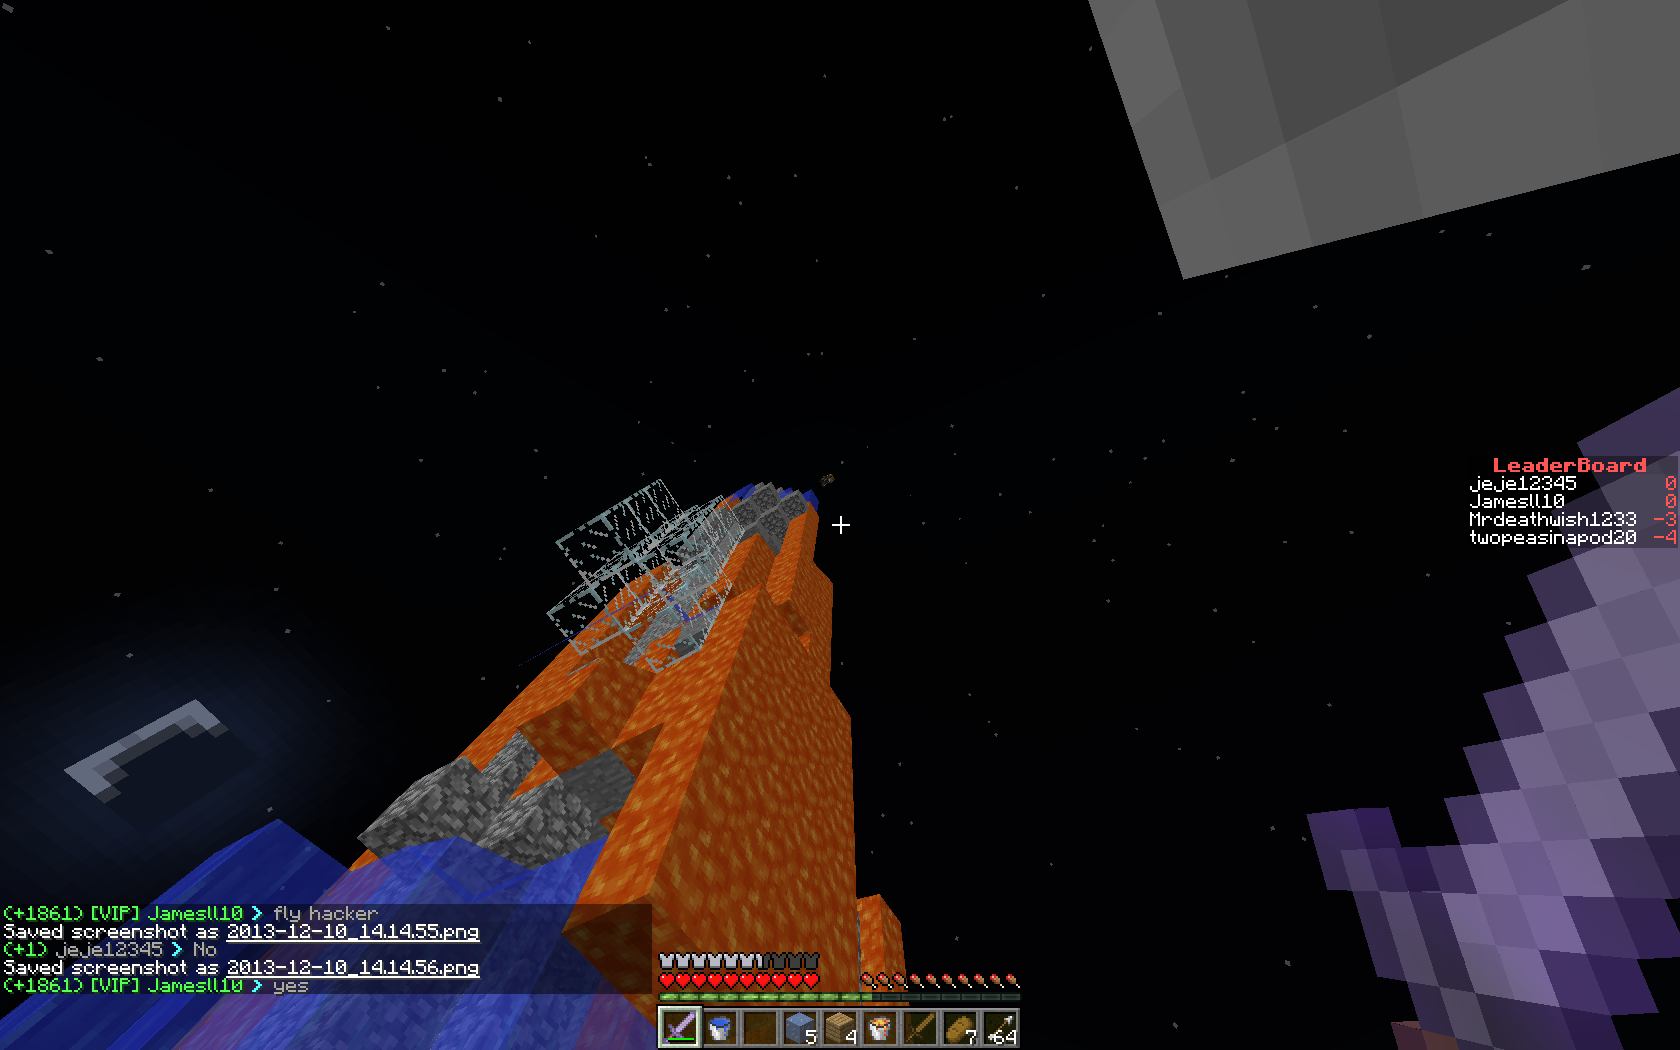 LeaderBoard
jeje12345 0
Jamesll10 0
Mrdeathwish1233 -3
twopeasinapod20 -4
(+1861) [VIP] Jamesll10 > fly hacker
Saved screenshot as 2013-12-10_14.14.55.png
(+1) jeje12345 > No
Saved screenshot as 2013-12-10_14.14.56.png
(+1861) [VIP] Jamesll10 > yes
5 4 7 -64